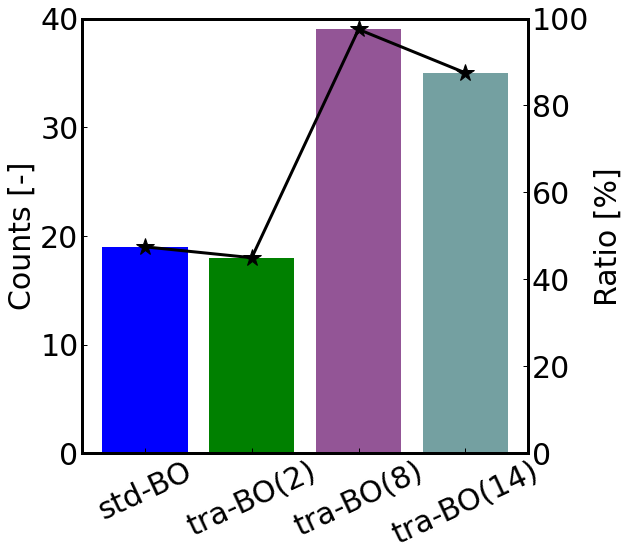 Counts [-]
40
30
20
10
0
100
80
60
40
20
0
Ratio [%]
std-BO
tra-BO(2)
tra-BO(8)
tra-BO(14)